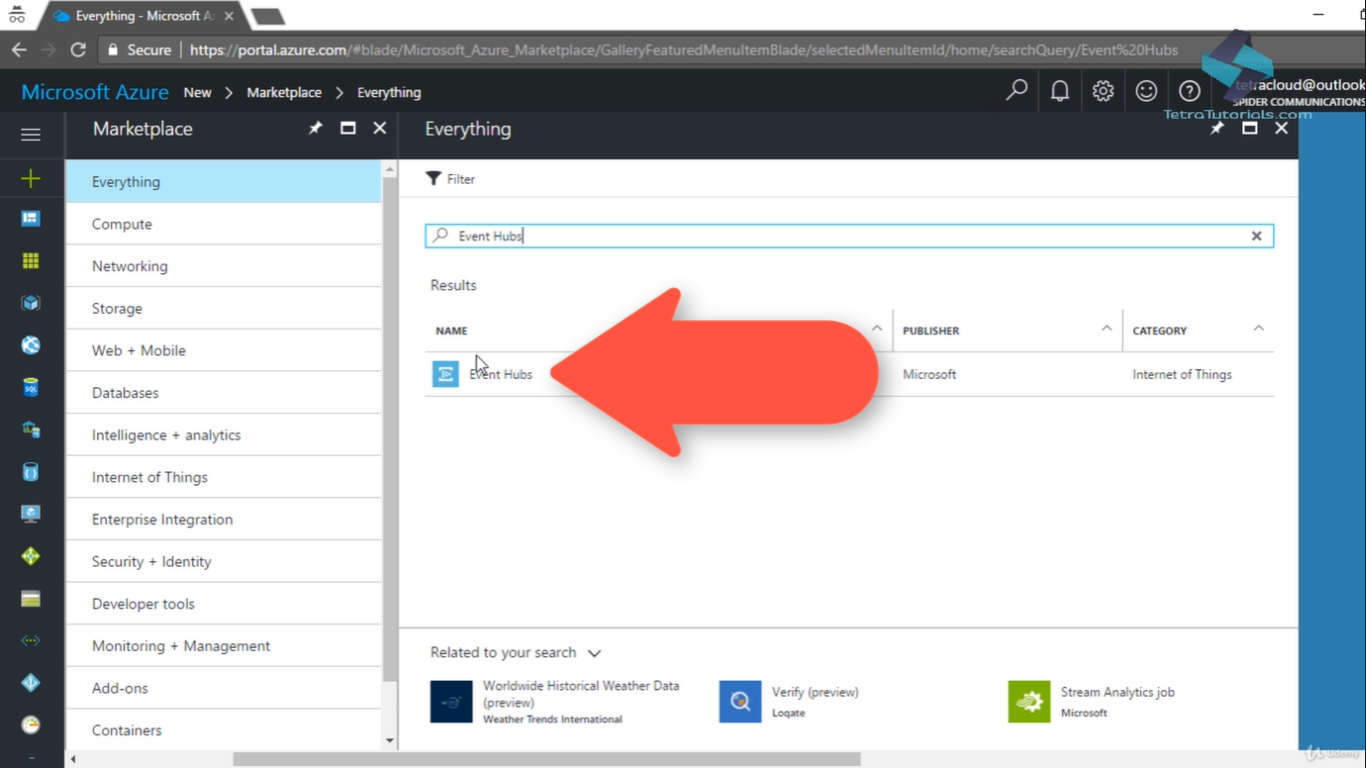 Everything - Microsoft A
Secure
https://portal.azure.com/#blade/Microsoft_Azure_Marketplace/GalleryFeaturedMenuItemBlade/selectedMenuItemId/home/searchQuery/Event%20Hubs
Microsoft Azure New > Marketplace > Everything
tetracloud@outlook
SPIDER COMMUNICATIONS
TetraTutorials.com
Marketplace
Everything
Compute
Networking
Storage
Web + Mobile
Databases
Intelligence + analytics
Internet of Things
Enterprise Integration
Security + Identity
Developer tools
Monitoring + Management
Add-ons
Containers
Everything
Filter
Event Hubs
Results
NAME PUBLISHER CATEGORY
Event Hubs Microsoft Internet of Things
Related to your search
Worldwide Historical Weather Data
(preview)
Weather Trends International
Verify (preview)
Loqate
Stream Analytics job
Microsoft
SQL
Udemy